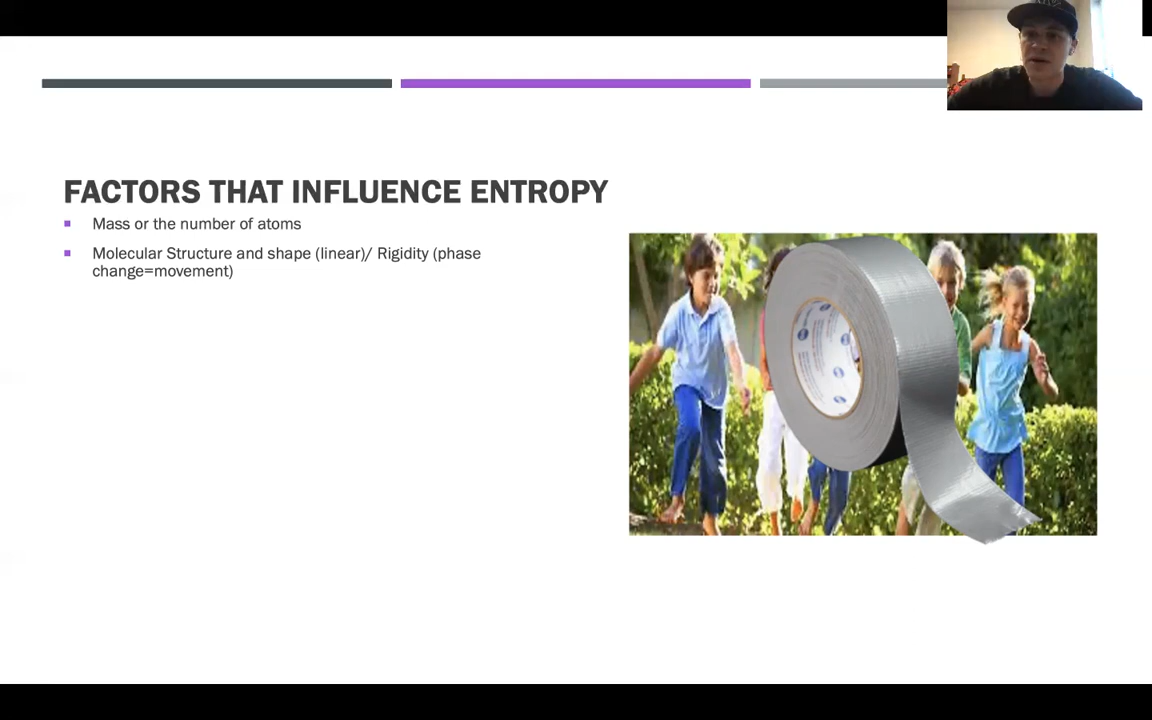 FACTORS THAT INFLUENCE ENTROPY
Mass or the number of atoms
Molecular Structure and shape (linear)/ Rigidity (phase
change=movement)